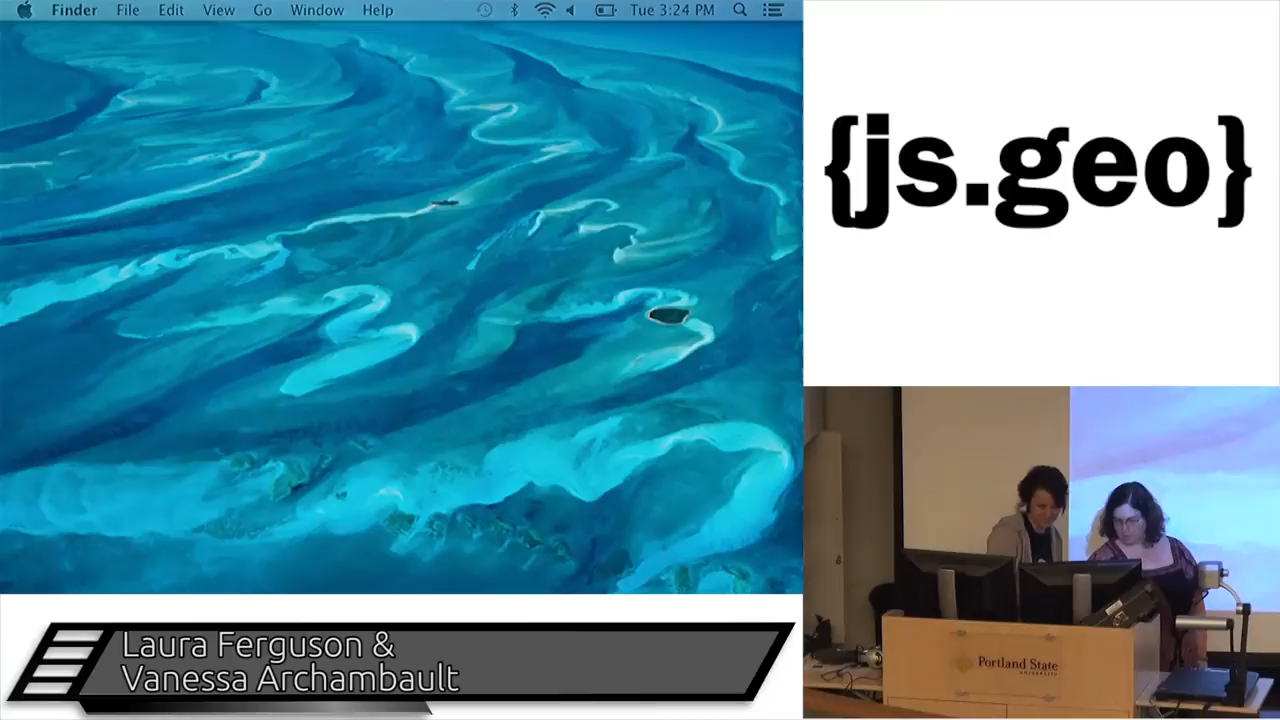 Finder File Edit View Go Window Help Tue 3:24 PM
{js.geo}
Portland State
UNIVERSITY
Laura Ferguson &
Vanessa Archambault